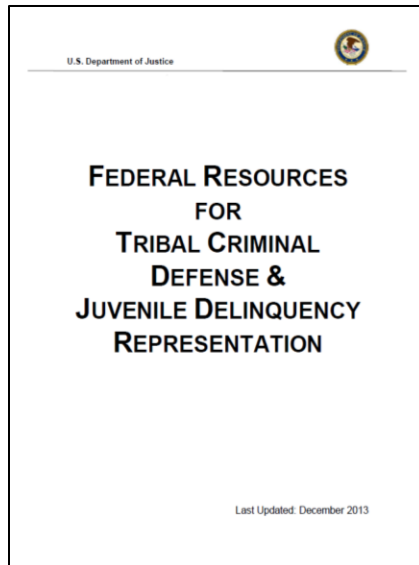 U.S. Department of Justice
FEDERAL RESOURCES
FOR
TRIBAL CRIMINAL
DEFENSE &
JUVENILE DELINQUENCY
REPRESENTATION
Last Updated: December 2013